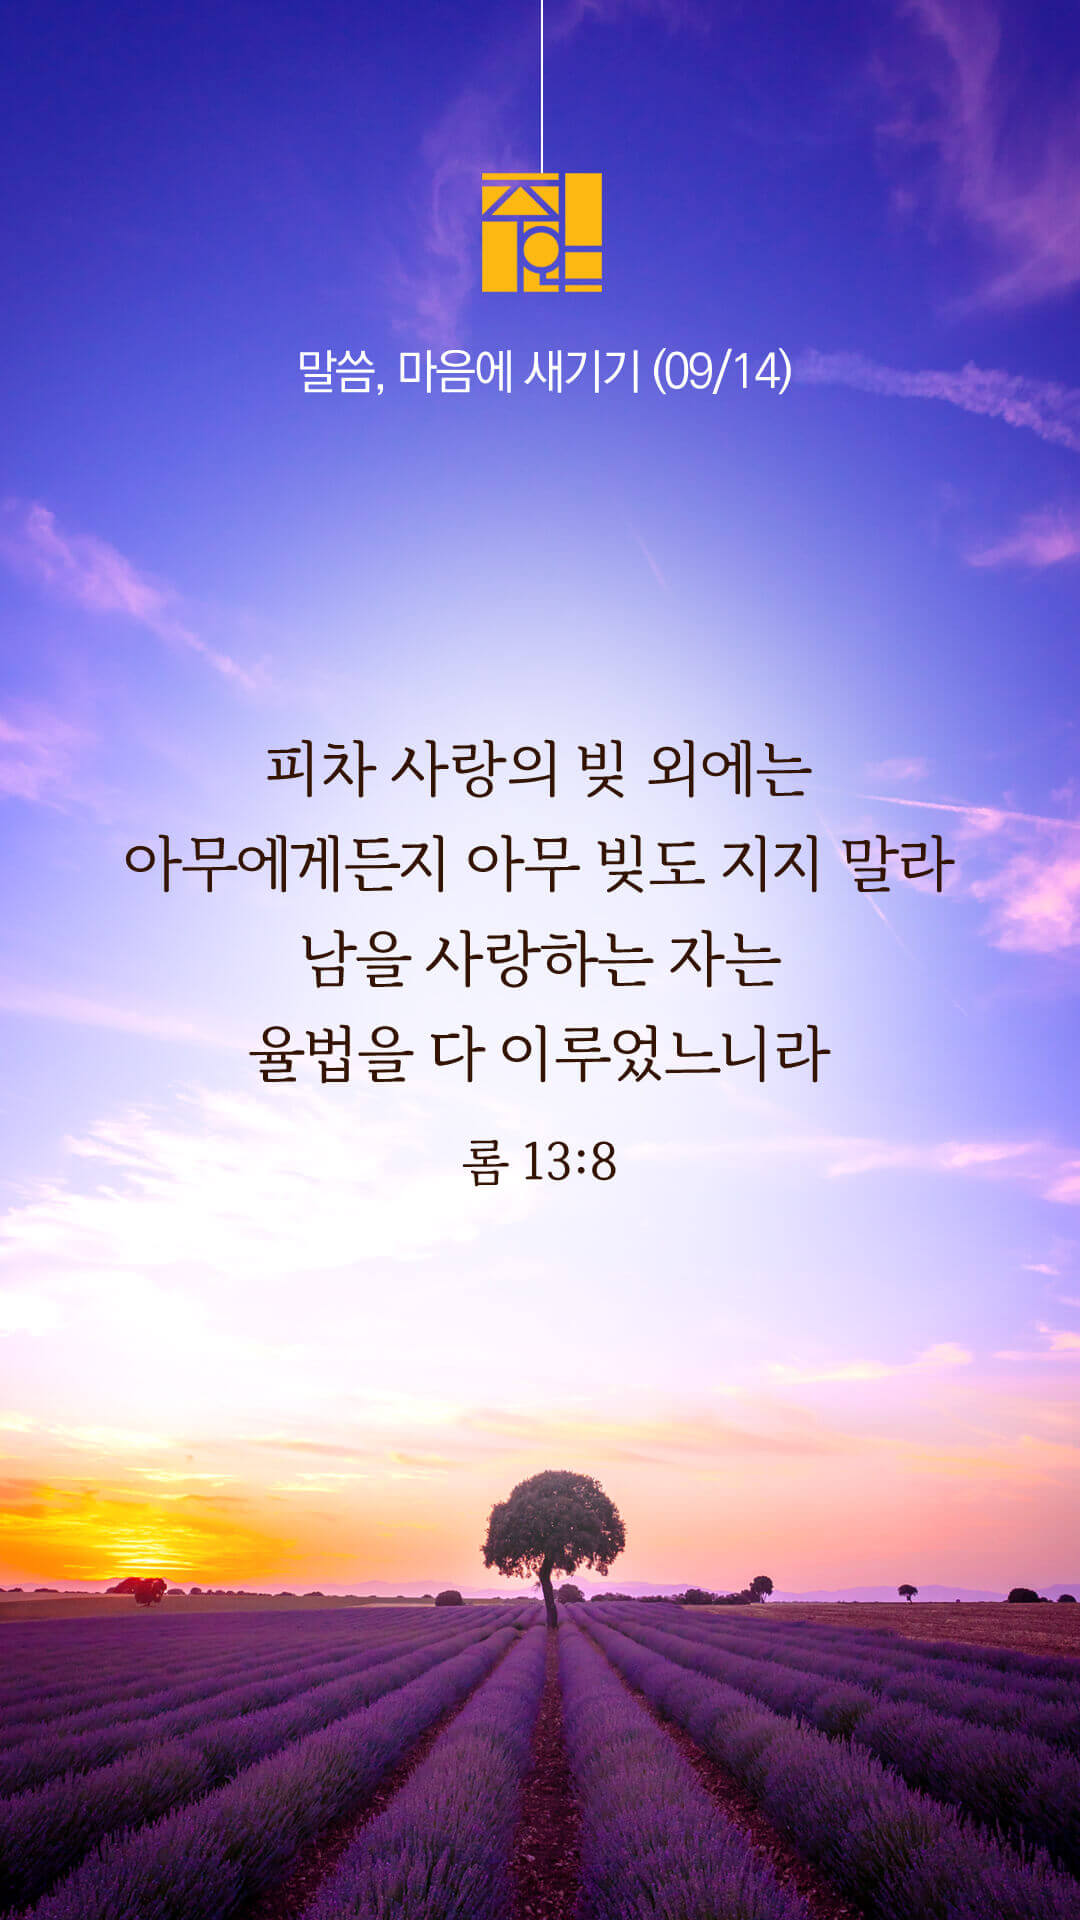 말씀, 마음에 새기기 (09/14)
피차 사랑의 빚 외에는
아무에게든지 아무 빚도 지지 말라
남을 사랑하는 자는
율법을 다 이루었느니라
롬 13:8